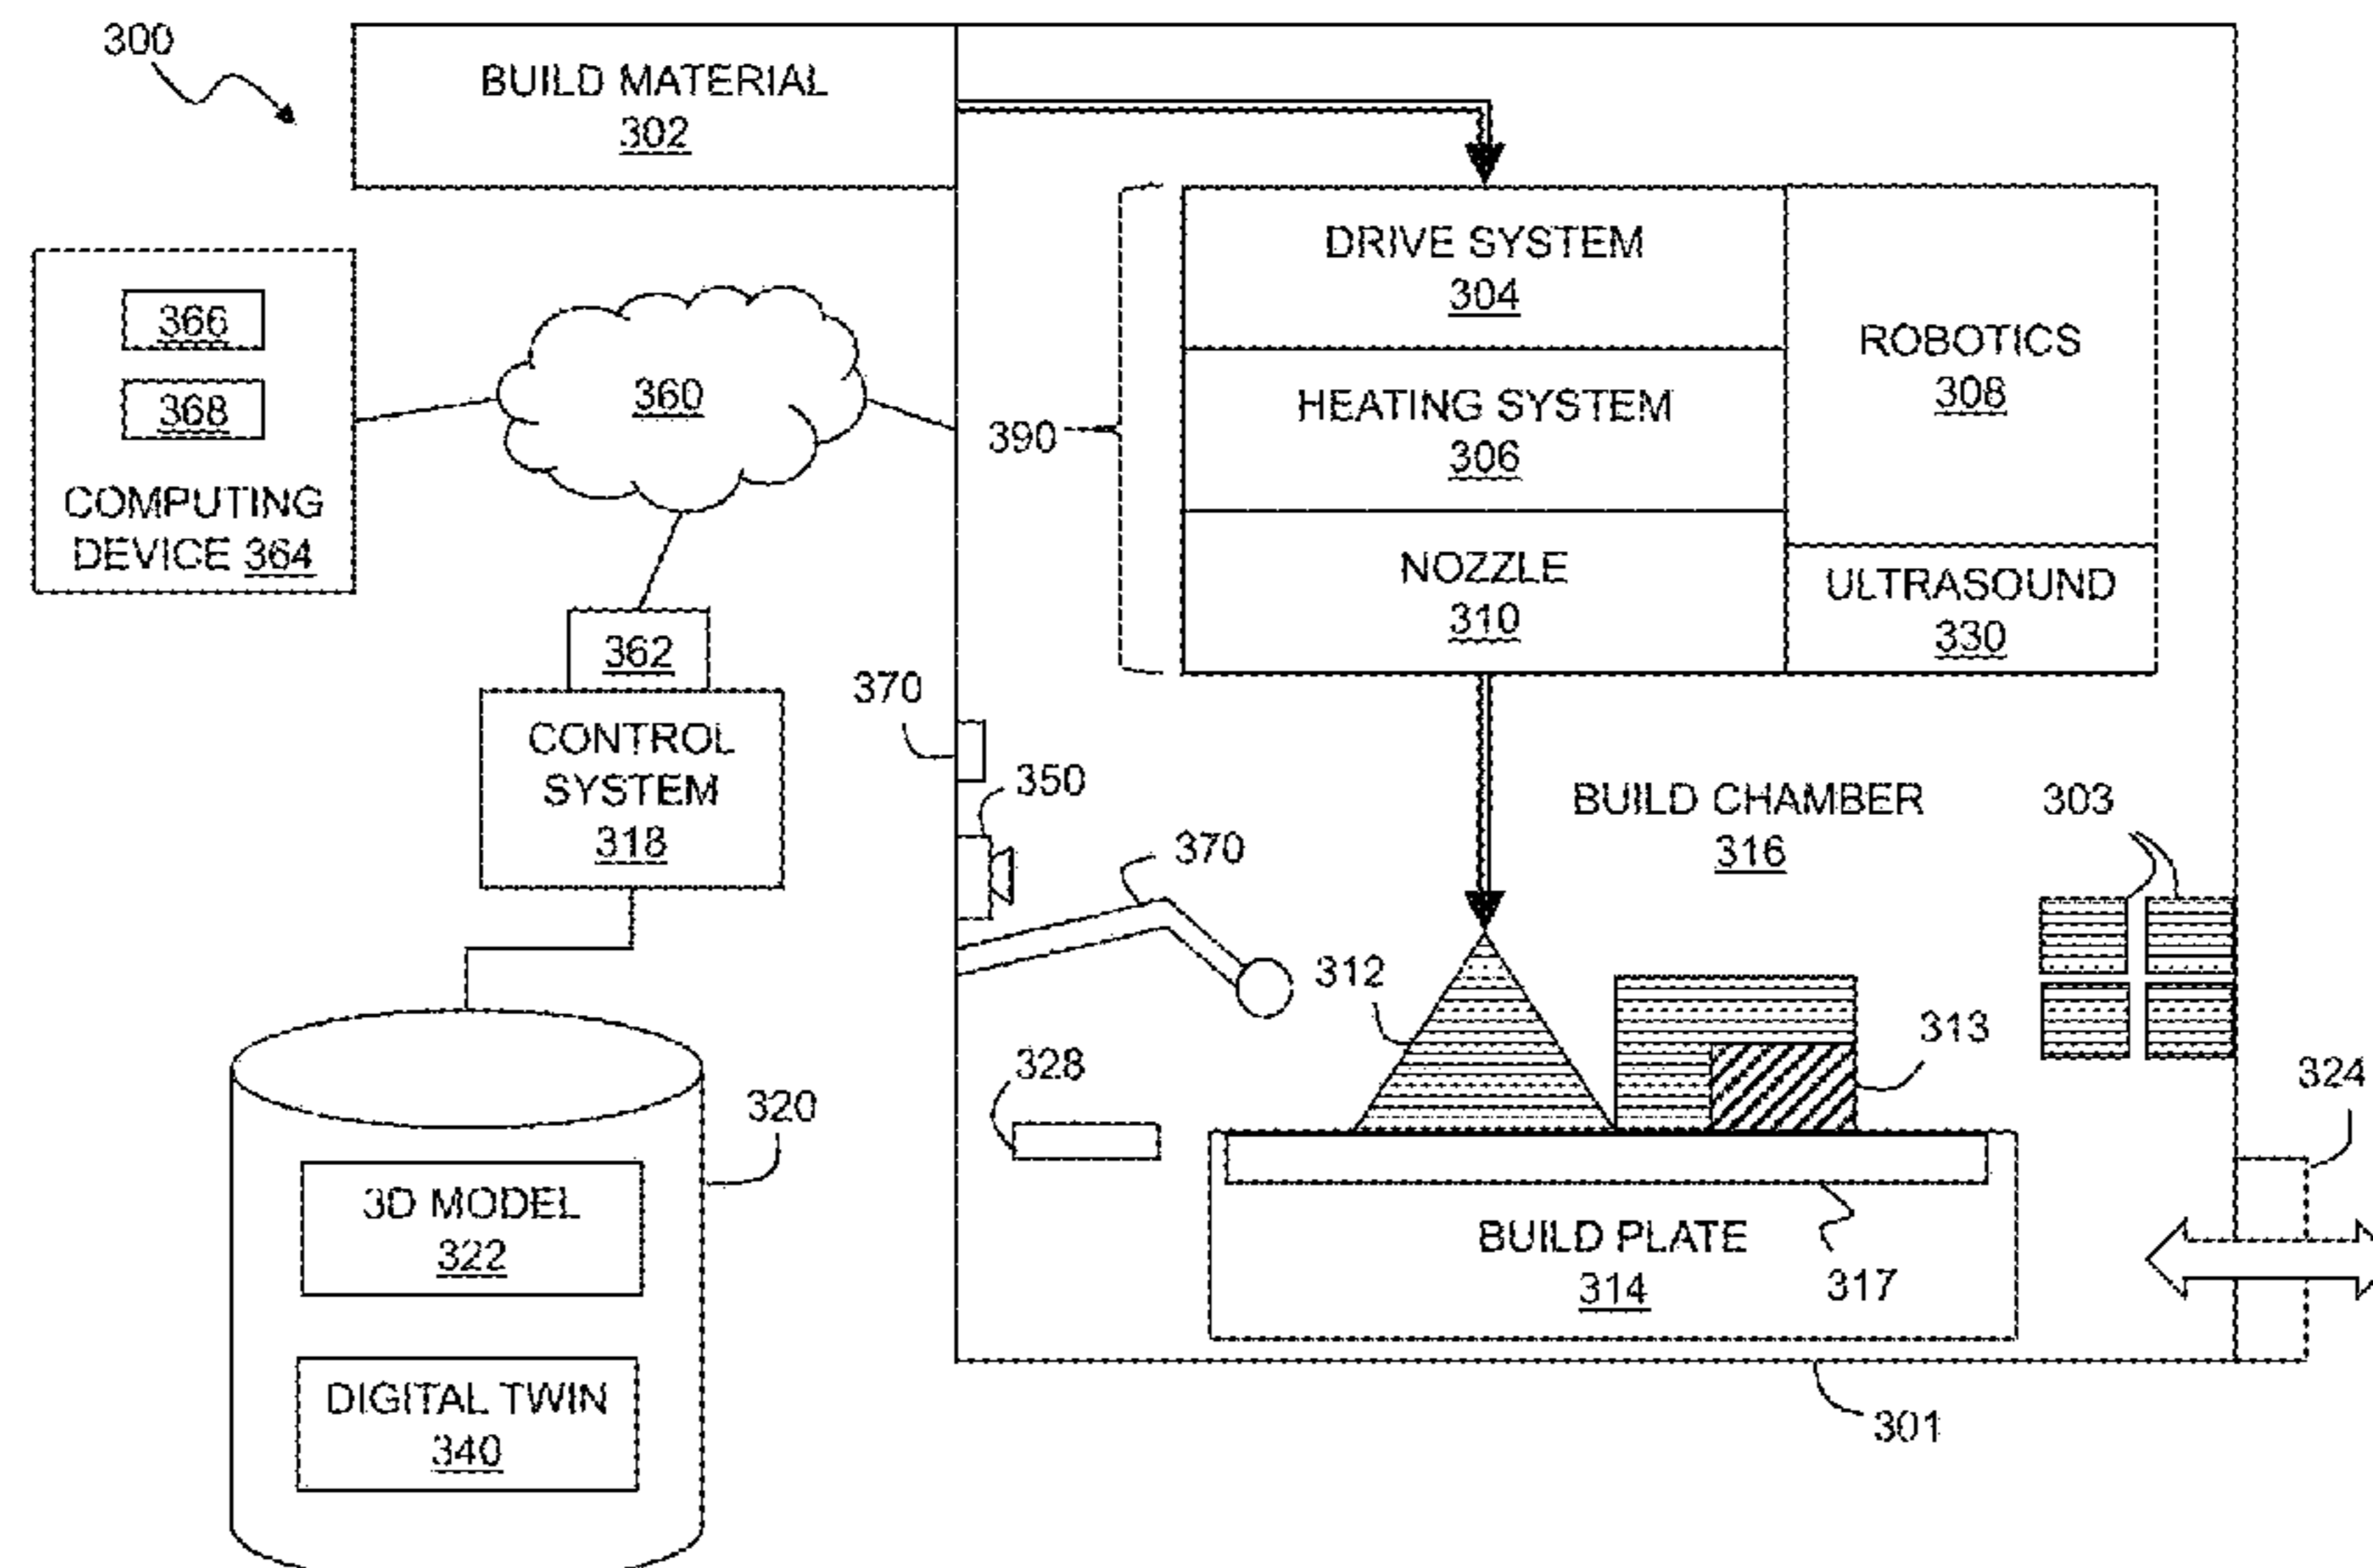 300
BUILD MATERIAL
302
DRIVE SYSTEM
304
ROBOTICS
308
366
368
COMPUTING
DEVICE 364
360
390
HEATING SYSTEM
306
NOZZLE
310
ULTRASOUND
330
362
CONTROL
SYSTEM
318
370
350
370
BUILD CHAMBER
316
303
312
313
328
324
320
3D MODEL
322
BUILD PLATE
314
317
DIGITAL TWIN
340
301